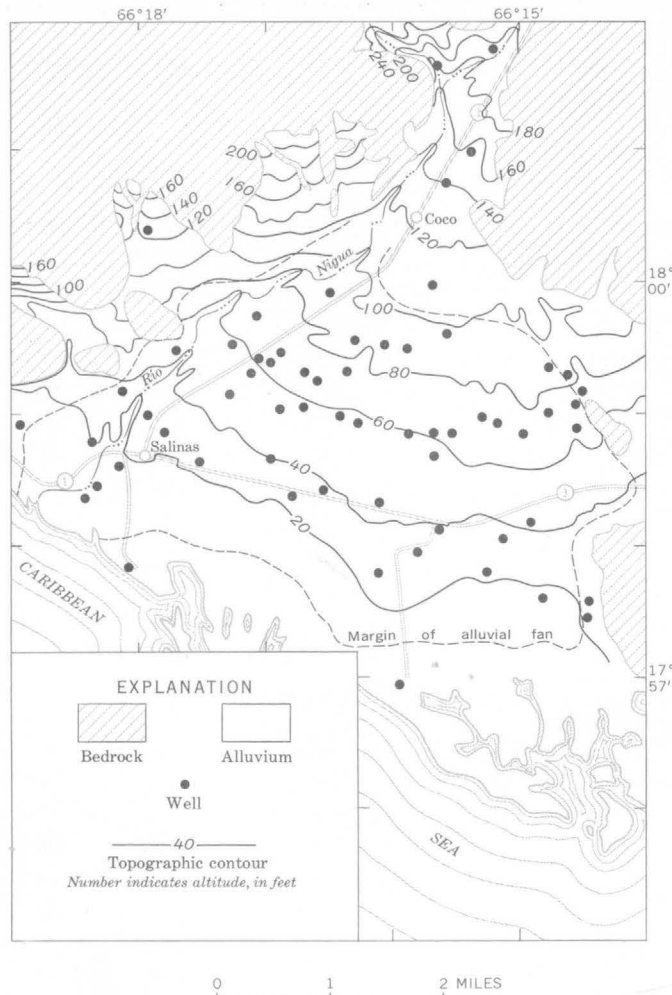 66°18'
66°15'
240
200
180
160
200
160
140
160
140
120
Coco
120
160
100
Nigua
18°
00'
100
80
Rio
60
Salinas
40
1
3
20
CARIBBEAN
Margin of alluvial fan
17°
57'
EXPLANATION
Bedrock
Alluvium
Well
40
Topographic contour
Number indicates altitude, in feet
SEA
0 1 2 MILES